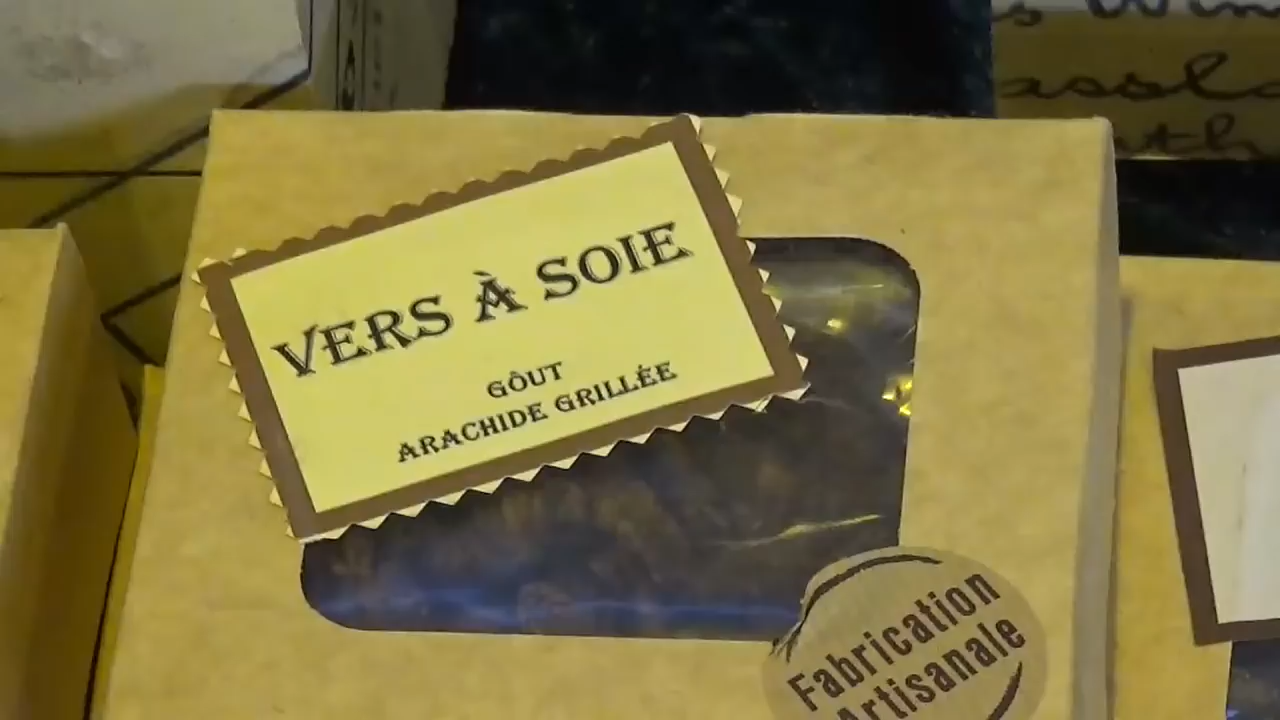 VERS À SOIE
GOÛT
ARACHIDE GRILLÉE
Fabrication
Artisanale